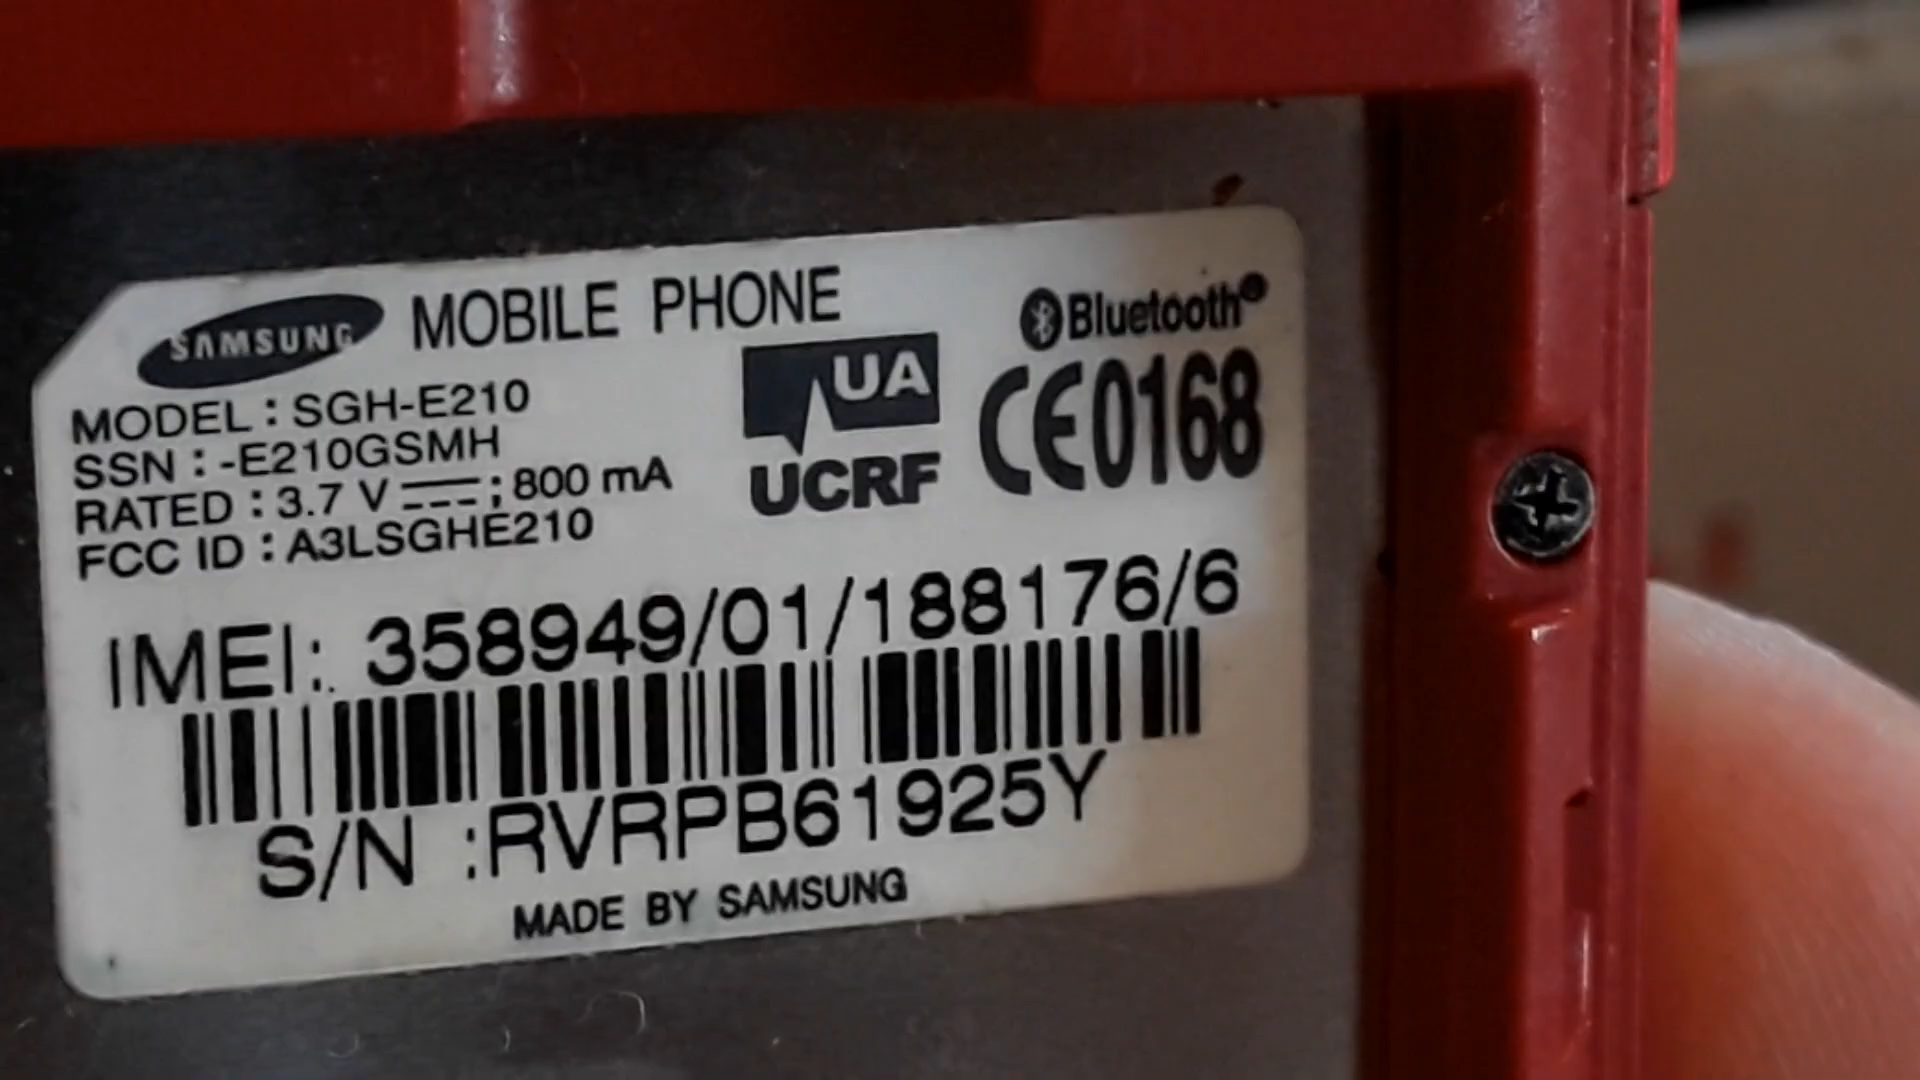 SAMSUNG MOBILE PHONE
Bluetooth®
MODEL : SGH-E210
SSN : -E210GSMH
RATED : 3.7 V ⎓ ; 800 mA
FCC ID : A3LSGHE210
UA
UCRF
CE0168
IMEI: 358949/01/188176/6
S/N :RVRPB61925Y
MADE BY SAMSUNG